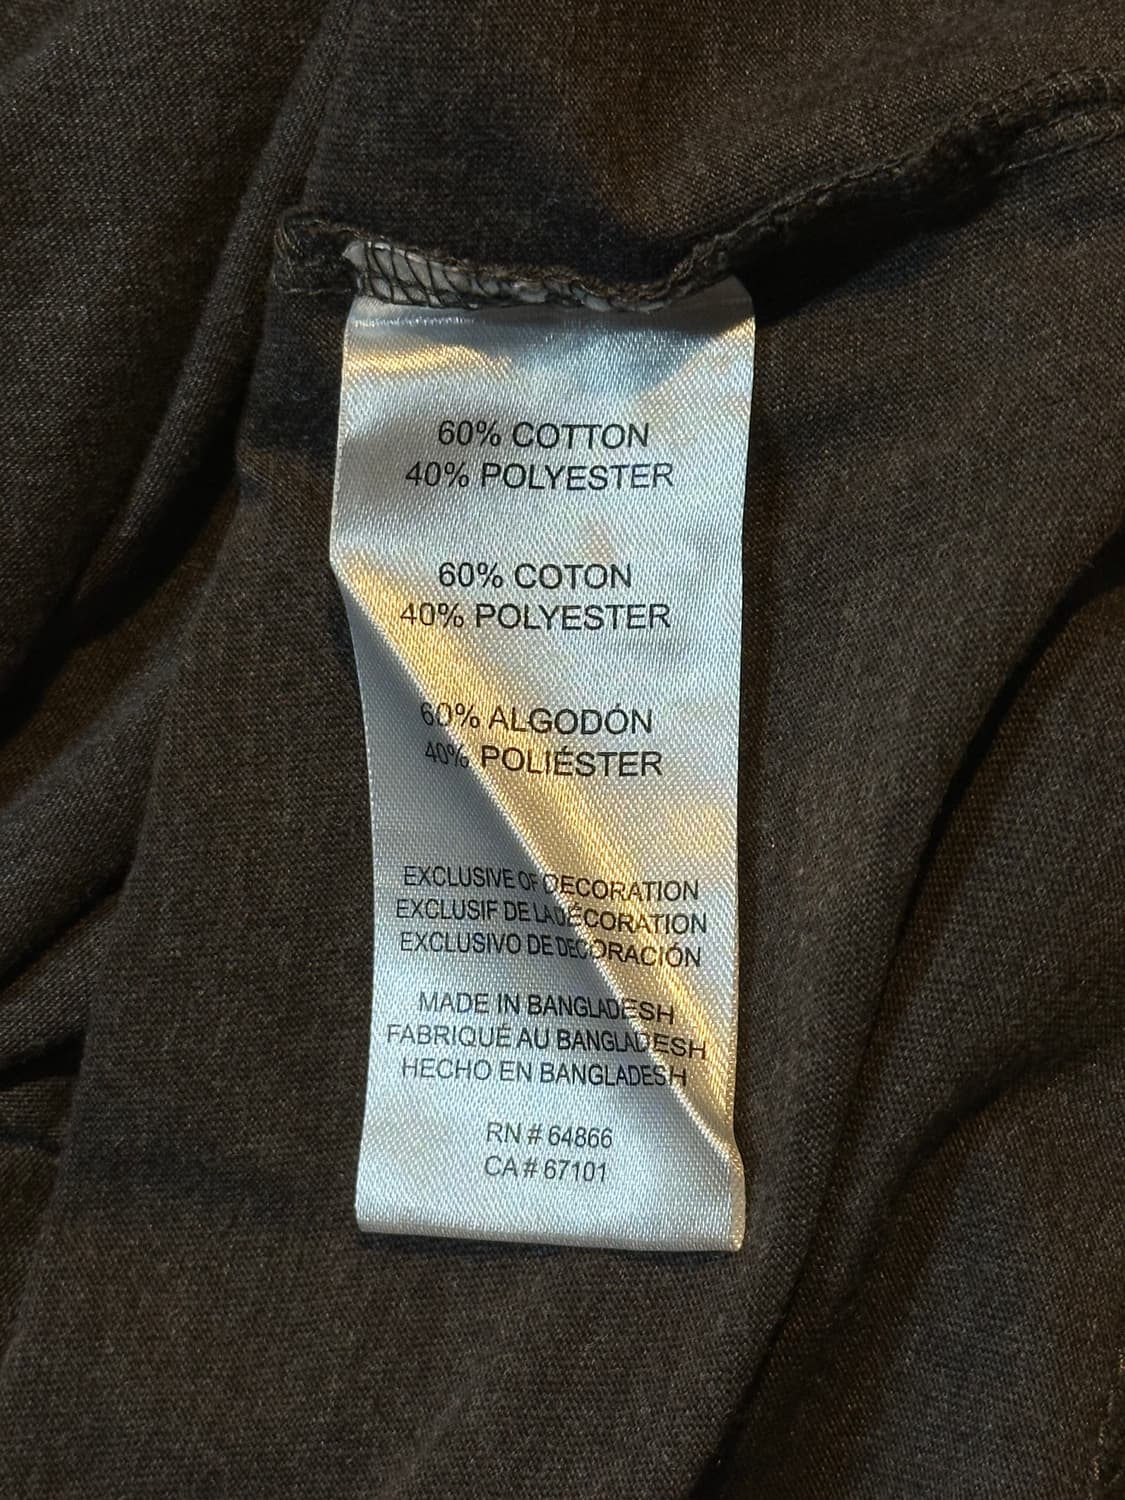 60% COTTON
40% POLYESTER
60% COTON
40% POLYESTER
60% ALGODÓN
40% POLIÉSTER
EXCLUSIVE OF DECORATION
EXCLUSIF DE LA DÉCORATION
EXCLUSIVO DE DECORACIÓN
MADE IN BANGLADESH
FABRIQUÉ AU BANGLADESH
HECHO EN BANGLADESH
RN # 64866
CA # 67101